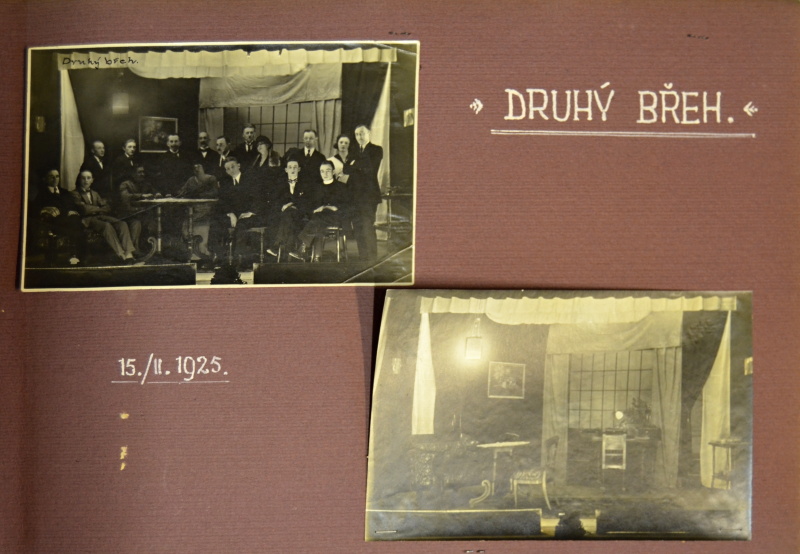 Druhý břeh.
» DRUHÝ BŘEH. «
15./II. 1925.